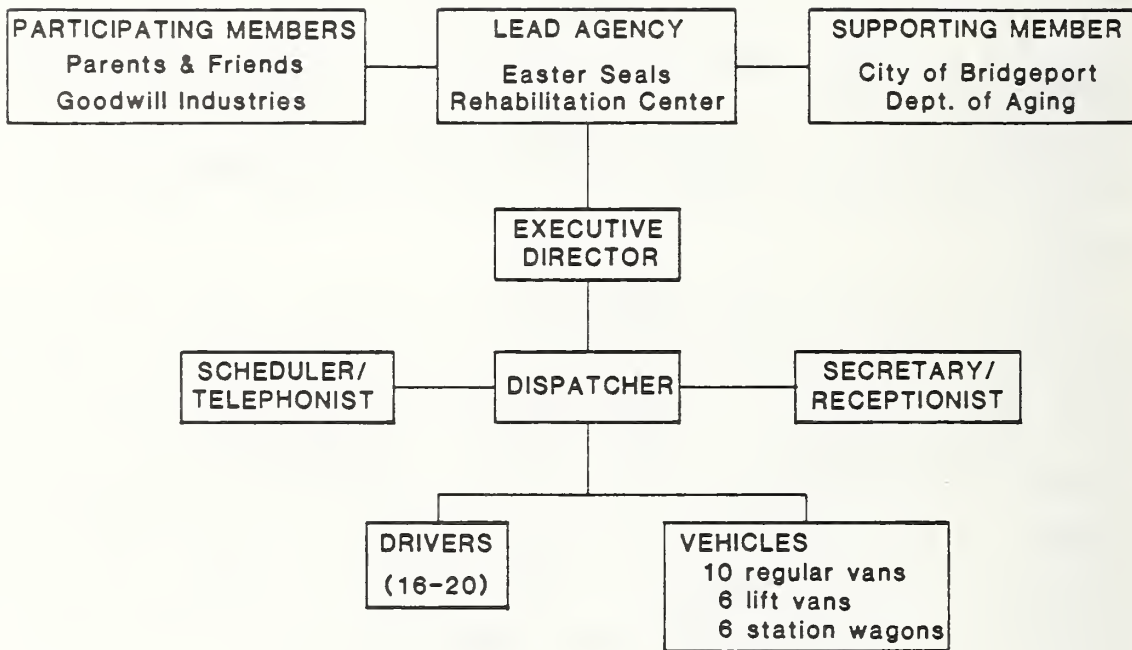 PARTICIPATING MEMBERS
Parents & Friends
Goodwill Industries
LEAD AGENCY
Easter Seals
Rehabilitation Center
SUPPORTING MEMBER
City of Bridgeport
Dept. of Aging
EXECUTIVE
DIRECTOR
SCHEDULER/
TELEPHONIST
DISPATCHER
SECRETARY/
RECEPTIONIST
DRIVERS
(16-20)
VEHICLES
10 regular vans
6 lift vans
6 station wagons